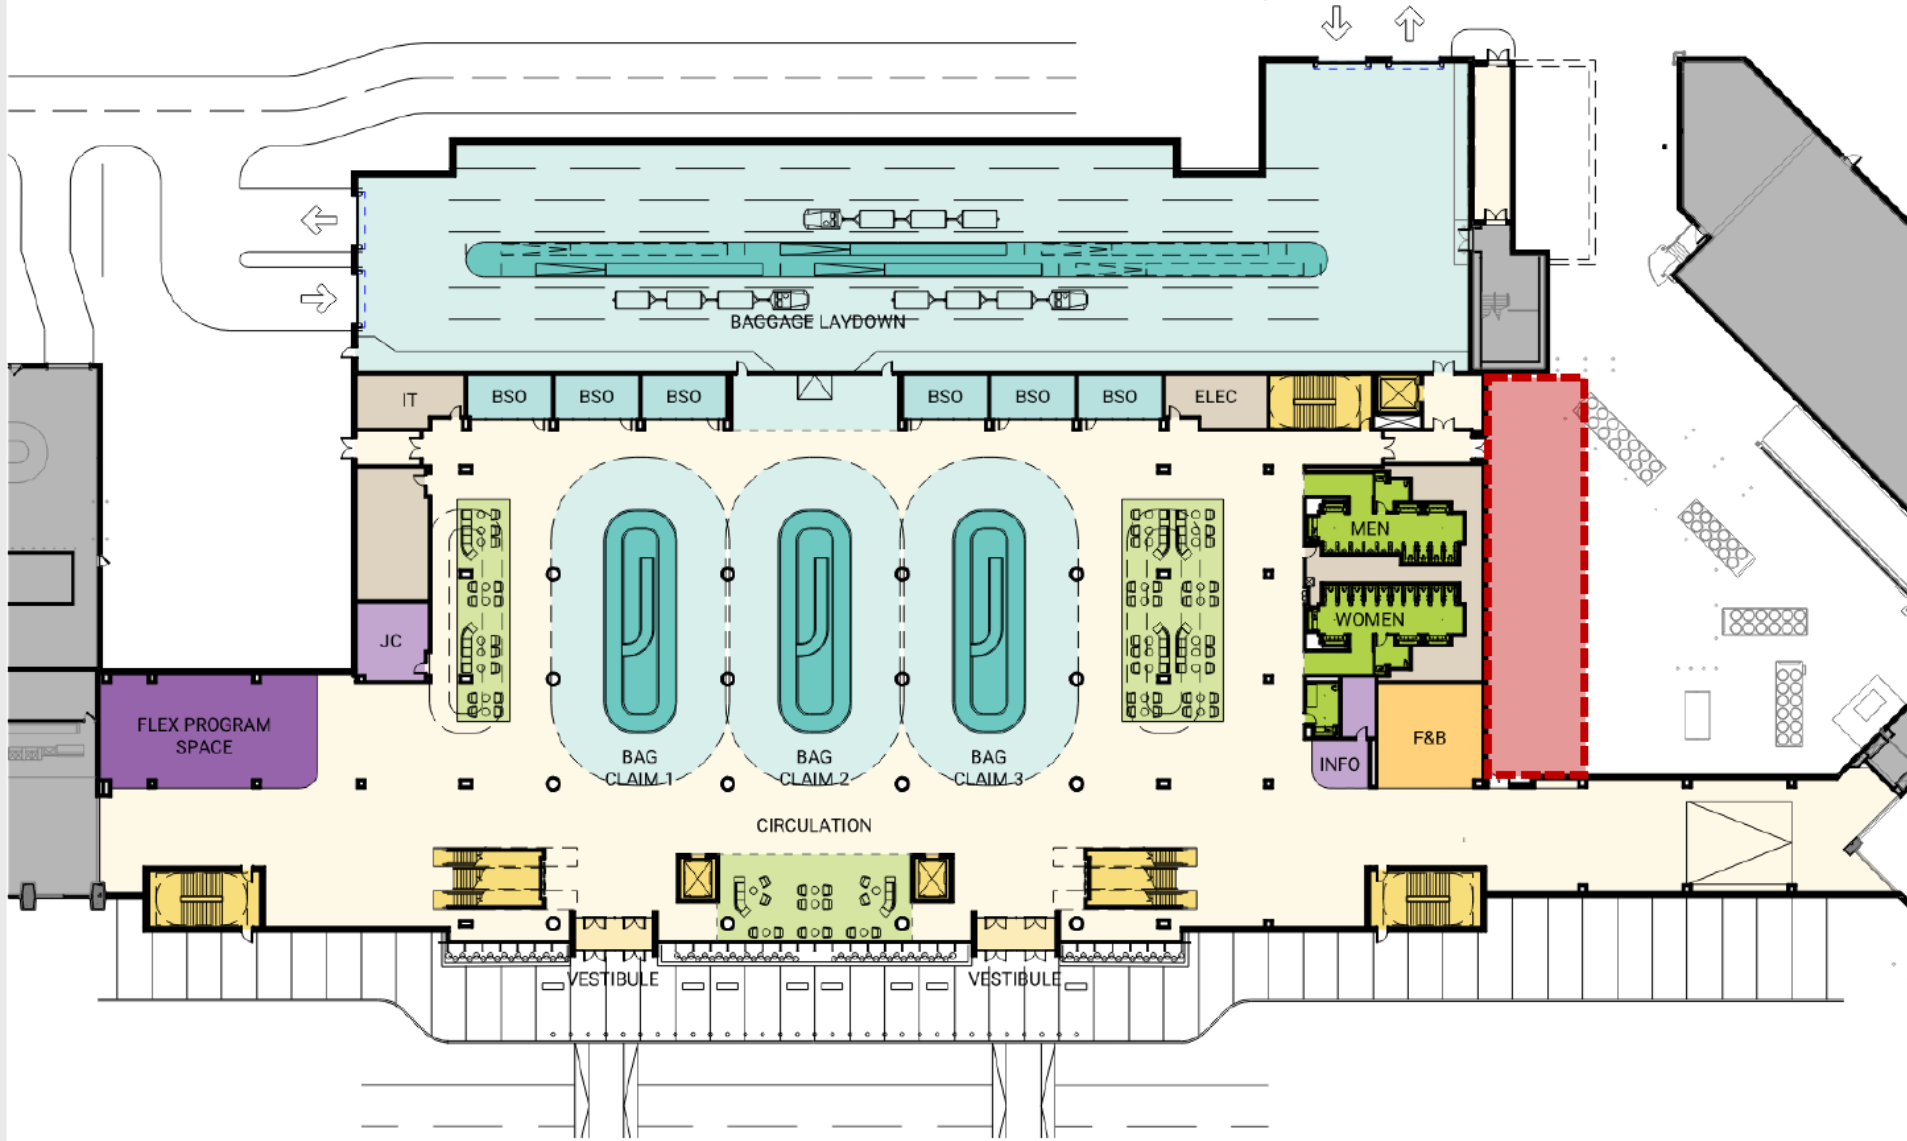 BAGGAGE LAYDOWN
IT
BSO
BSO
BSO
BSO
BSO
BSO
ELEC
MEN
WOMEN
JC
FLEX PROGRAM
SPACE
BAG
CLAIM 1
BAG
CLAIM 2
BAG
CLAIM 3
F&B
INFO
CIRCULATION
VESTIBULE
VESTIBULE